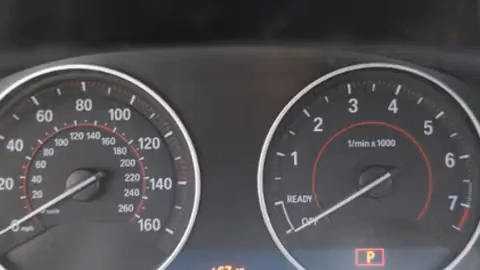 80
60 100
40 120
20 140
0 160
mph
100 120 140 160
80 180
60 200
40 220
20 240
260
3 4
2 5
1 6
7
1/min x 1000
READY
OFF
P